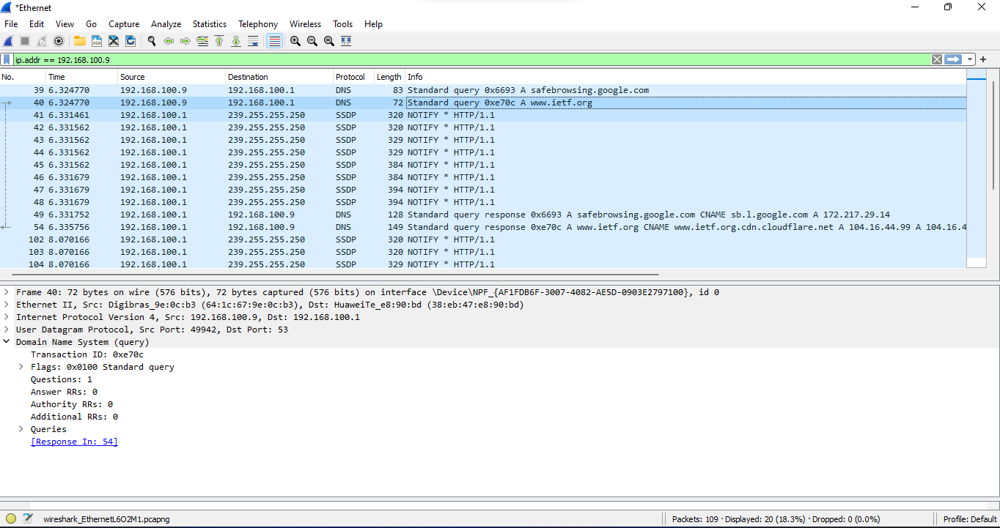 *Ethernet
File Edit View Go Capture Analyze Statistics Telephony Wireless Tools Help
ip.addr == 192.168.100.9
No. Time Source Destination Protocol Length Info
39 6.324770 192.168.100.9 192.168.100.1 DNS 83 Standard query 0x6693 A safebrowsing.google.com
40 6.324770 192.168.100.9 192.168.100.1 DNS 72 Standard query 0xe70c A www.ietf.org
41 6.331461 192.168.100.1 239.255.255.250 SSDP 320 NOTIFY * HTTP/1.1
42 6.331562 192.168.100.1 239.255.255.250 SSDP 320 NOTIFY * HTTP/1.1
43 6.331562 192.168.100.1 239.255.255.250 SSDP 329 NOTIFY * HTTP/1.1
44 6.331562 192.168.100.1 239.255.255.250 SSDP 329 NOTIFY * HTTP/1.1
45 6.331562 192.168.100.1 239.255.255.250 SSDP 384 NOTIFY * HTTP/1.1
46 6.331679 192.168.100.1 239.255.255.250 SSDP 384 NOTIFY * HTTP/1.1
47 6.331679 192.168.100.1 239.255.255.250 SSDP 394 NOTIFY * HTTP/1.1
48 6.331679 192.168.100.1 239.255.255.250 SSDP 394 NOTIFY * HTTP/1.1
49 6.331752 192.168.100.1 192.168.100.9 DNS 128 Standard query response 0x6693 A safebrowsing.google.com CNAME sb.l.google.com A 172.217.29.14
54 6.335756 192.168.100.1 192.168.100.9 DNS 149 Standard query response 0xe70c A www.ietf.org CNAME www.ietf.org.cdn.cloudflare.net A 104.16.44.99 A 104.16.4
102 8.070166 192.168.100.1 239.255.255.250 SSDP 320 NOTIFY * HTTP/1.1
103 8.070166 192.168.100.1 239.255.255.250 SSDP 320 NOTIFY * HTTP/1.1
104 8.070166 192.168.100.1 239.255.255.250 SSDP 329 NOTIFY * HTTP/1.1
Frame 40: 72 bytes on wire (576 bits), 72 bytes captured (576 bits) on interface \Device\NPF_{AF1FDB6F-3007-4082-AE5D-0903E2797100}, id 0
Ethernet II, Src: Digibras_9e:0c:b3 (64:1c:67:9e:0c:b3), Dst: HuaweiTe_e8:90:bd (38:eb:47:e8:90:bd)
Internet Protocol Version 4, Src: 192.168.100.9, Dst: 192.168.100.1
User Datagram Protocol, Src Port: 49942, Dst Port: 53
Domain Name System (query)
Transaction ID: 0xe70c
Flags: 0x0100 Standard query
Questions: 1
Answer RRs: 0
Authority RRs: 0
Additional RRs: 0
Queries
[Response In: 54]
wireshark_EthernetL6O2M1.pcapng Packets: 109 · Displayed: 20 (18.3%) · Dropped: 0 (0.0%) Profile: Default